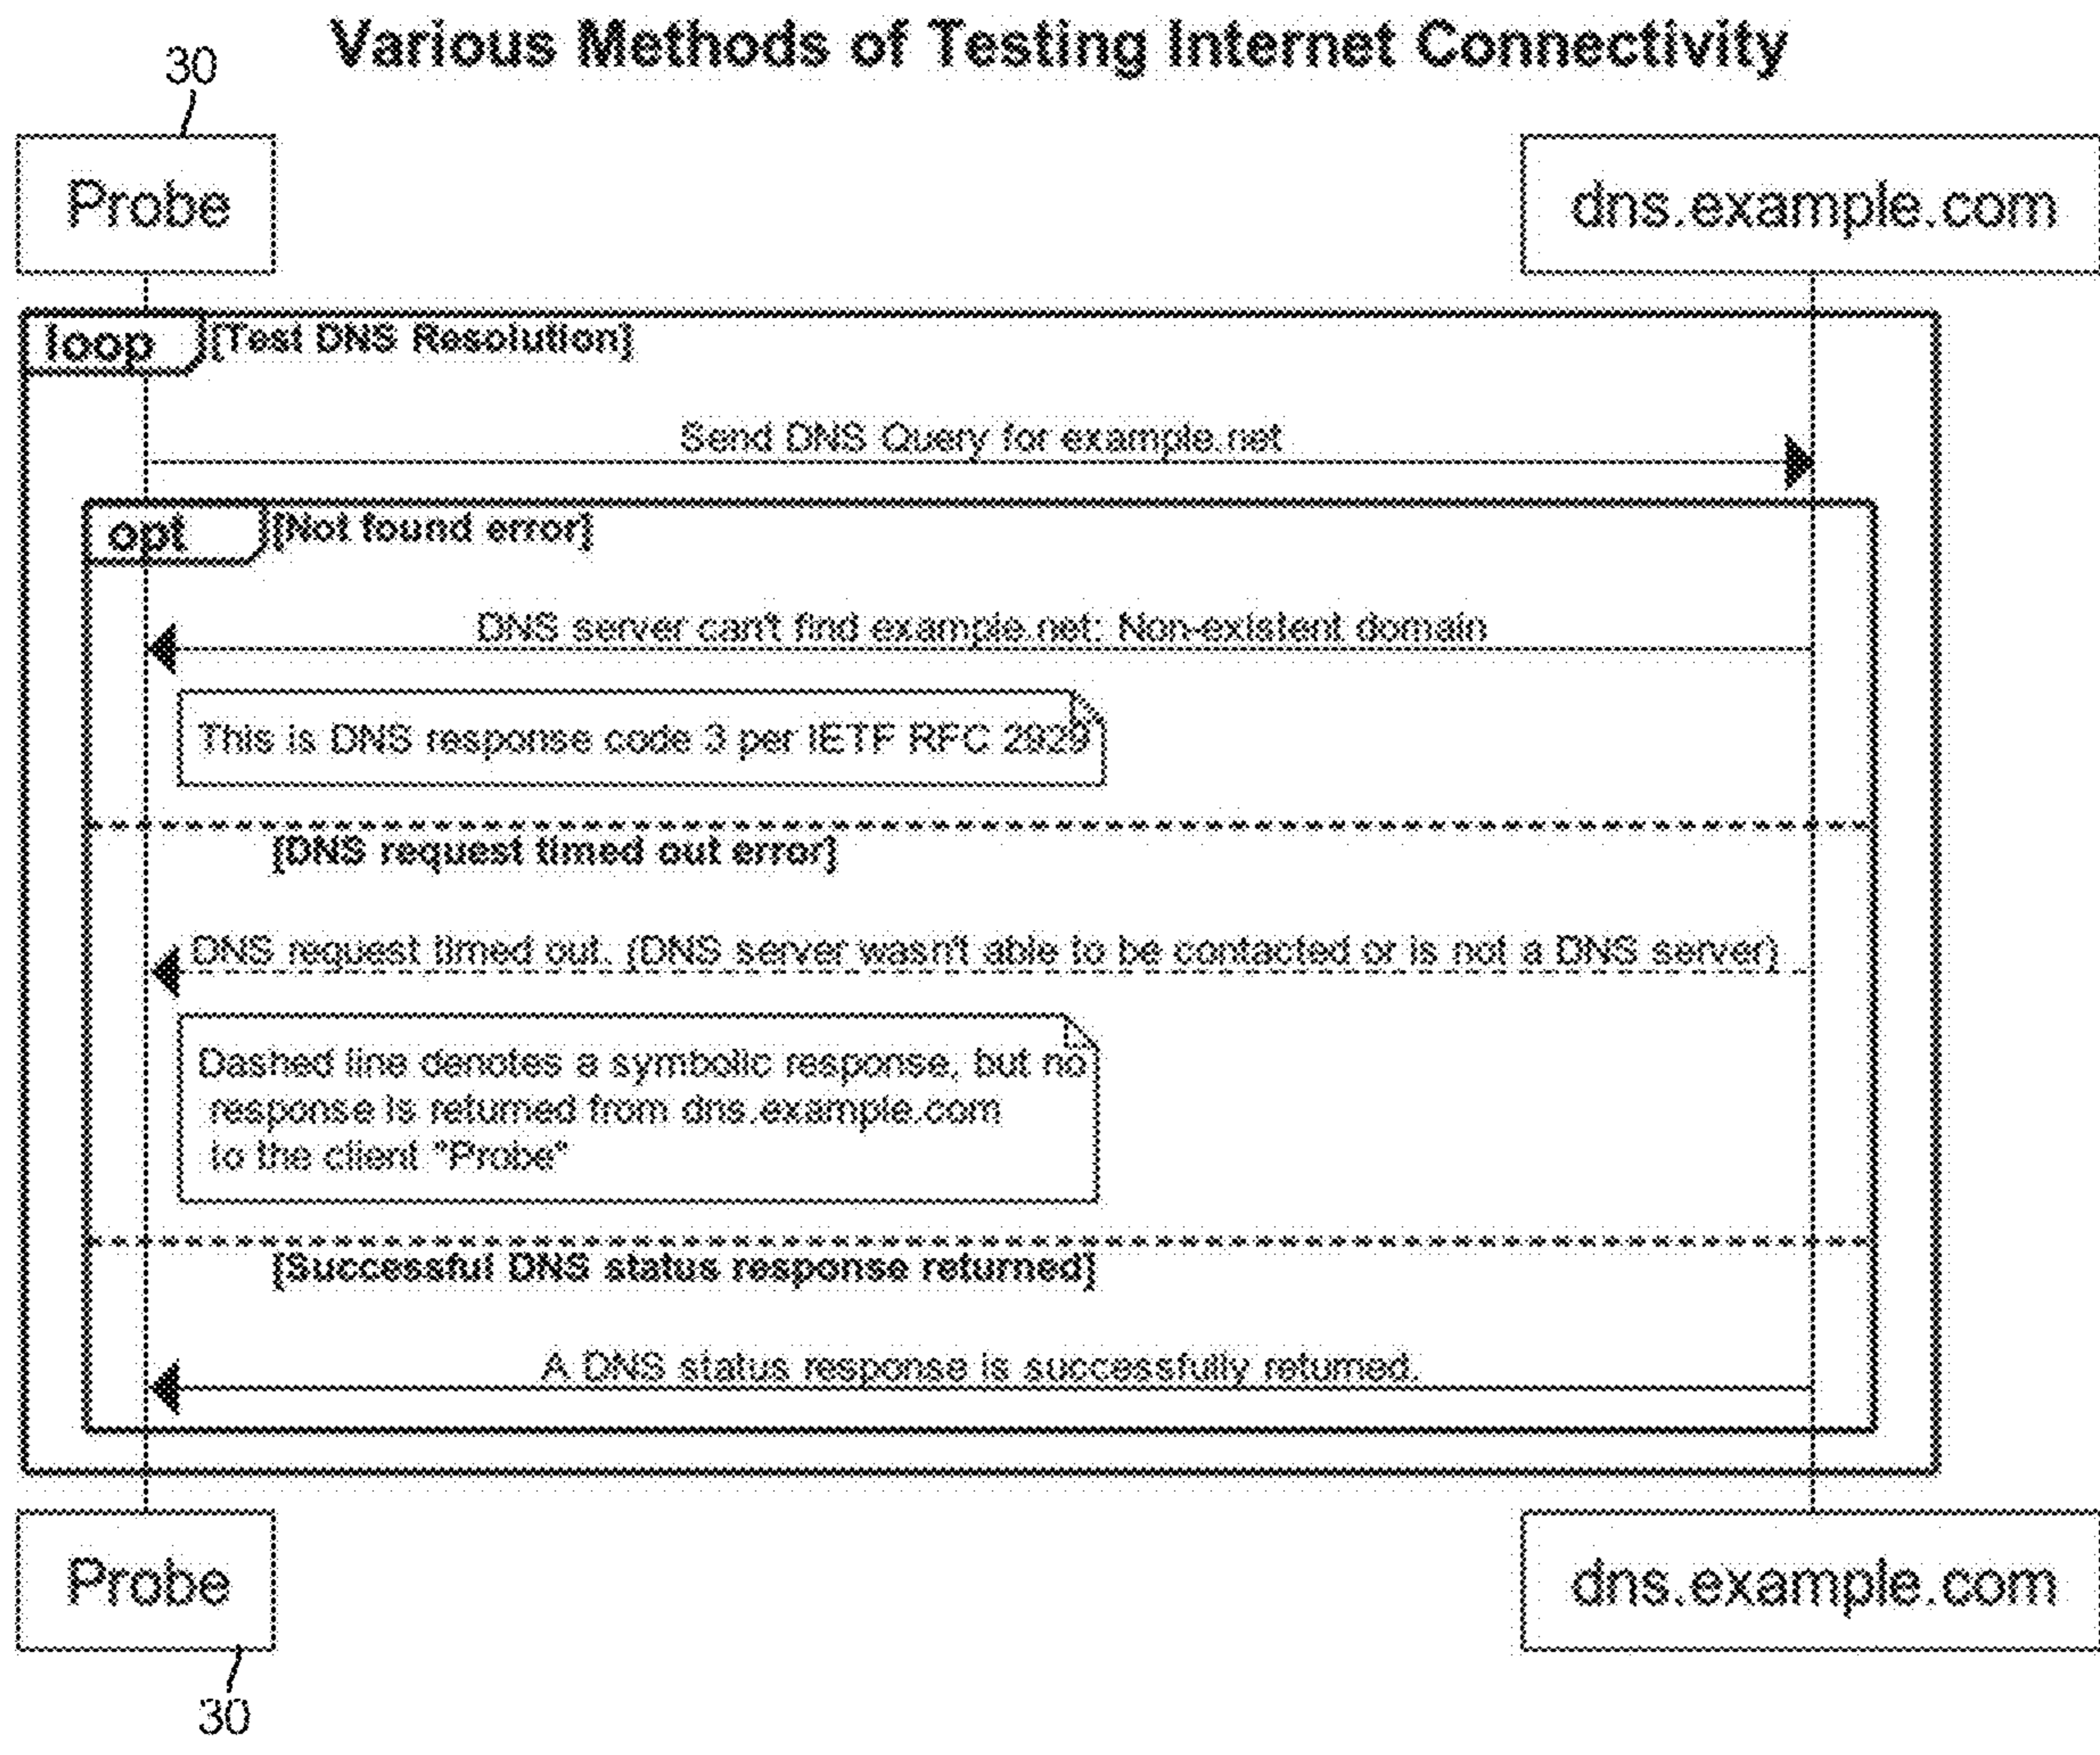 Various Methods of Testing Internet Connectivity
30
Probe
dns.example.com
loop
[Test DNS Resolution]
Send DNS Query for example.net
opt
[Not found error]
DNS server can't find example.net: Non-existent domain
This is DNS response code 3 per IETF RFC 2929
[DNS request timed out error]
DNS request timed out. (DNS server wasn't able to be contacted or is not a DNS server)
Dashed line denotes a symbolic response, but no
response is returned from dns.example.com
to the client "Probe"
[Successful DNS status response returned]
A DNS status response is successfully returned.
Probe
dns.example.com
30